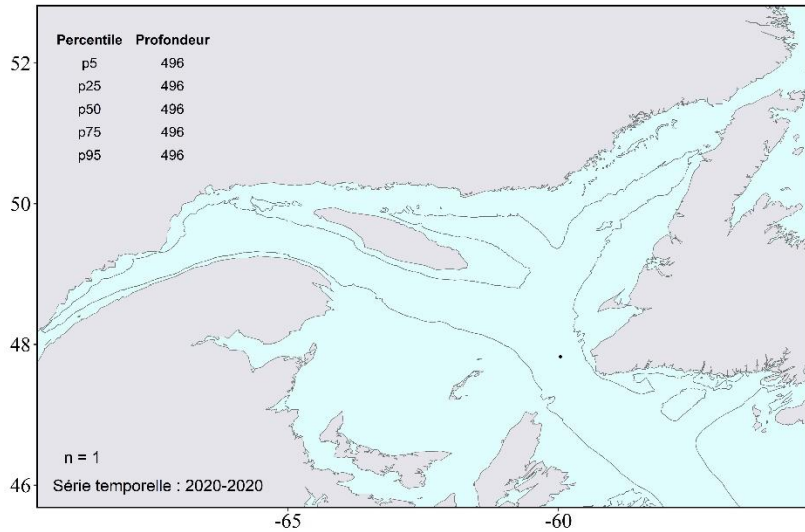 Percentile Profondeur
p5 496
p25 496
p50 496
p75 496
p95 496
52
50
48
46
n = 1
Série temporelle : 2020-2020
-65 -60